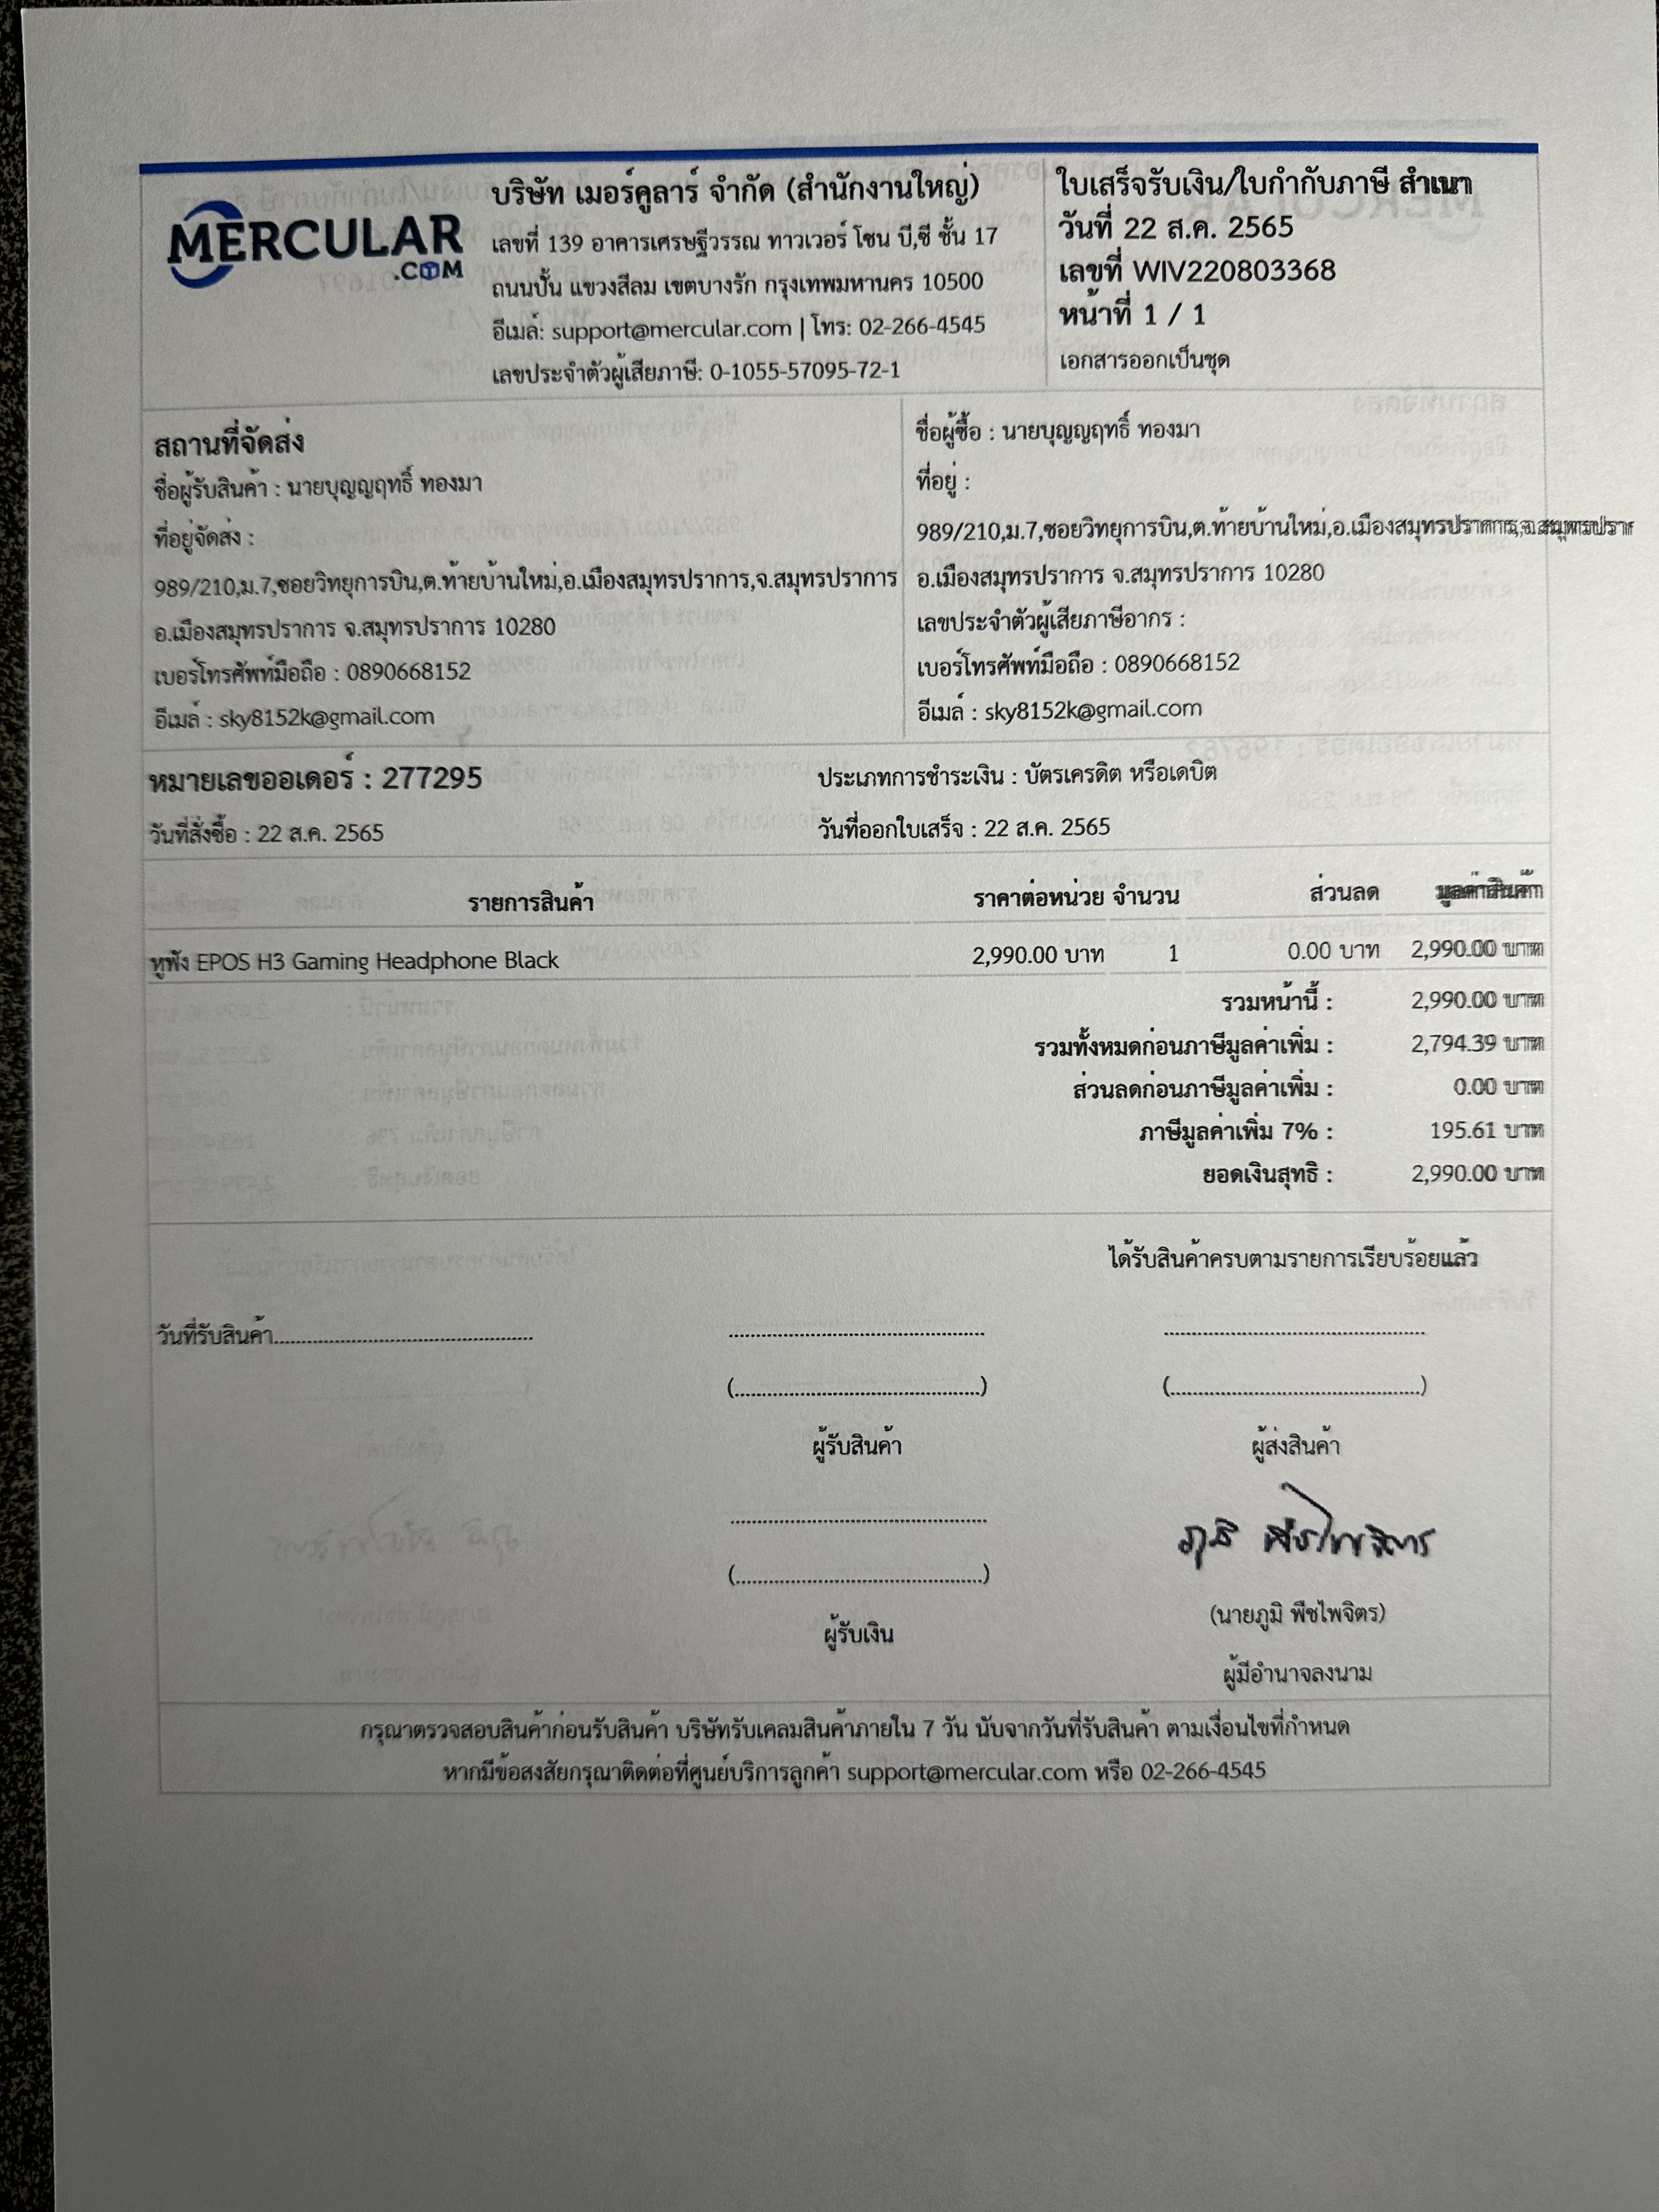 MERCULAR
.COM
บริษัท เมอร์คูลาร์ จำกัด (สำนักงานใหญ่)
เลขที่ 139 อาคารเศรษฐีวรรณ ทาวเวอร์ โซน บี,ซี ชั้น 17
ถนนปั้น แขวงสีลม เขตบางรัก กรุงเทพมหานคร 10500
อีเมล์: support@mercular.com | โทร: 02-266-4545
เลขประจำตัวผู้เสียภาษี: 0-1055-57095-72-1
ใบเสร็จรับเงิน/ใบกำกับภาษี สำเนา
วันที่ 22 ส.ค. 2565
เลขที่ WIV220803368
หน้าที่ 1 / 1
เอกสารออกเป็นชุด
สถานที่จัดส่ง
ชื่อผู้รับสินค้า : นายบุญญฤทธิ์ ทองมา
ที่อยู่จัดส่ง :
989/210,ม.7,ซอยวิทยุการบิน,ต.ท้ายบ้านใหม่,อ.เมืองสมุทรปราการ,จ.สมุทรปราการ
อ.เมืองสมุทรปราการ จ.สมุทรปราการ 10280
เบอร์โทรศัพท์มือถือ : 0890668152
อีเมล์ : sky8152k@gmail.com
ชื่อผู้ซื้อ : นายบุญญฤทธิ์ ทองมา
ที่อยู่ :
989/210,ม.7,ซอยวิทยุการบิน,ต.ท้ายบ้านใหม่,อ.เมืองสมุทรปราการ,จ.สมุทรปรา
อ.เมืองสมุทรปราการ จ.สมุทรปราการ 10280
เลขประจำตัวผู้เสียภาษีอากร :
เบอร์โทรศัพท์มือถือ : 0890668152
อีเมล์ : sky8152k@gmail.com
หมายเลขออเดอร์ : 277295
ประเภทการชำระเงิน : บัตรเครดิต หรือเดบิต
วันที่สั่งซื้อ : 22 ส.ค. 2565
วันที่ออกใบเสร็จ : 22 ส.ค. 2565
รายการสินค้า ราคาต่อหน่วย จำนวน ส่วนลด มูลค่าสินค้า
หูฟัง EPOS H3 Gaming Headphone Black 2,990.00 บาท 1 0.00 บาท 2,990.00 บาท
รวมหน้านี้ : 2,990.00 บาท
รวมทั้งหมดก่อนภาษีมูลค่าเพิ่ม : 2,794.39 บาท
ส่วนลดก่อนภาษีมูลค่าเพิ่ม : 0.00 บาท
ภาษีมูลค่าเพิ่ม 7% : 195.61 บาท
ยอดเงินสุทธิ : 2,990.00 บาท
ได้รับสินค้าครบตามรายการเรียบร้อยแล้ว
วันที่รับสินค้า
ผู้รับสินค้า
ผู้ส่งสินค้า
ภูมิ พืชไพจิตร
(นายภูมิ พืชไพจิตร)
ผู้รับเงิน
ผู้มีอำนาจลงนาม
กรุณาตรวจสอบสินค้าก่อนรับสินค้า บริษัทรับเคลมสินค้าภายใน 7 วัน นับจากวันที่รับสินค้า ตามเงื่อนไขที่กำหนด
หากมีข้อสงสัยกรุณาติดต่อที่ศูนย์บริการลูกค้า support@mercular.com หรือ 02-266-4545